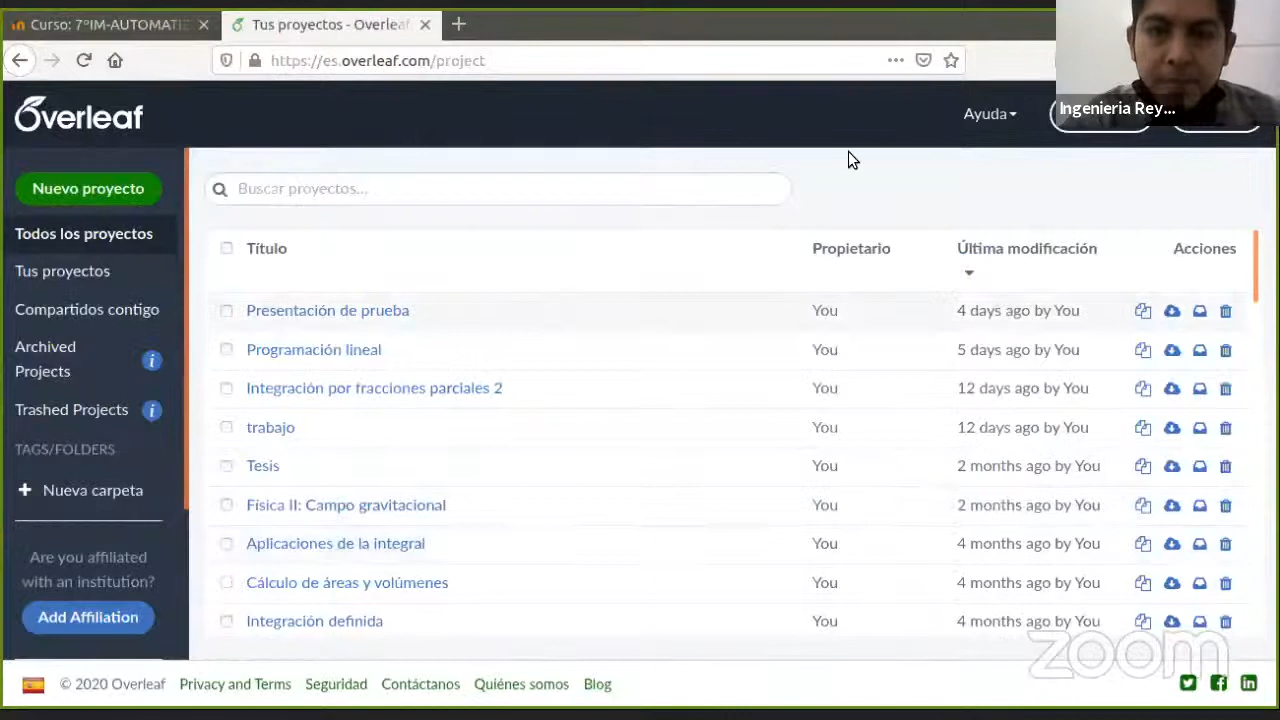 Curso: 7°IM-AUTOMATI
Tus proyectos - Overleaf
https://es.overleaf.com/project
Overleaf
Ayuda
Ingenieria Rey...
Nuevo proyecto
Buscar proyectos...
Todos los proyectos
Tus proyectos
Compartidos contigo
Archived
Projects
Trashed Projects
TAGS/FOLDERS
Nueva carpeta
Are you affiliated
with an institution?
Add Affiliation
Título Propietario Última modificación Acciones
Presentación de prueba You 4 days ago by You
Programación lineal You 5 days ago by You
Integración por fracciones parciales 2 You 12 days ago by You
trabajo You 12 days ago by You
Tesis You 2 months ago by You
Física II: Campo gravitacional You 2 months ago by You
Aplicaciones de la integral You 4 months ago by You
Cálculo de áreas y volúmenes You 4 months ago by You
Integración definida You 4 months ago by You
zoom
© 2020 Overleaf Privacy and Terms Seguridad Contáctanos Quiénes somos Blog